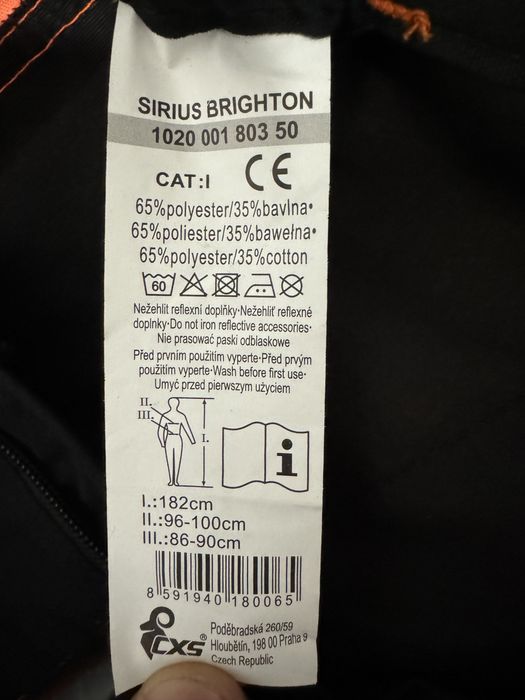 SIRIUS BRIGHTON
1020 001 803 50
CAT:I CE
65%polyester/35%bavlna•
65%poliester/35%bawełna•
65%polyester/35%cotton
60
Nežehlit reflexní doplňky·Nežehliť reflexné
doplnky·Do not iron reflective accessories·
Nie prasować paski odblaskowe
Před prvním použitím vyperte·Pred prvým
použitím vyperte·Wash before first use·
Umyć przed pierwszym użyciem
II.
III.
I.
i
I.:182cm
II.:96-100cm
III.:86-90cm
8 591940 180065
CXS®
Poděbradská 260/59
Hloubětín, 198 00 Praha 9
Czech Republic